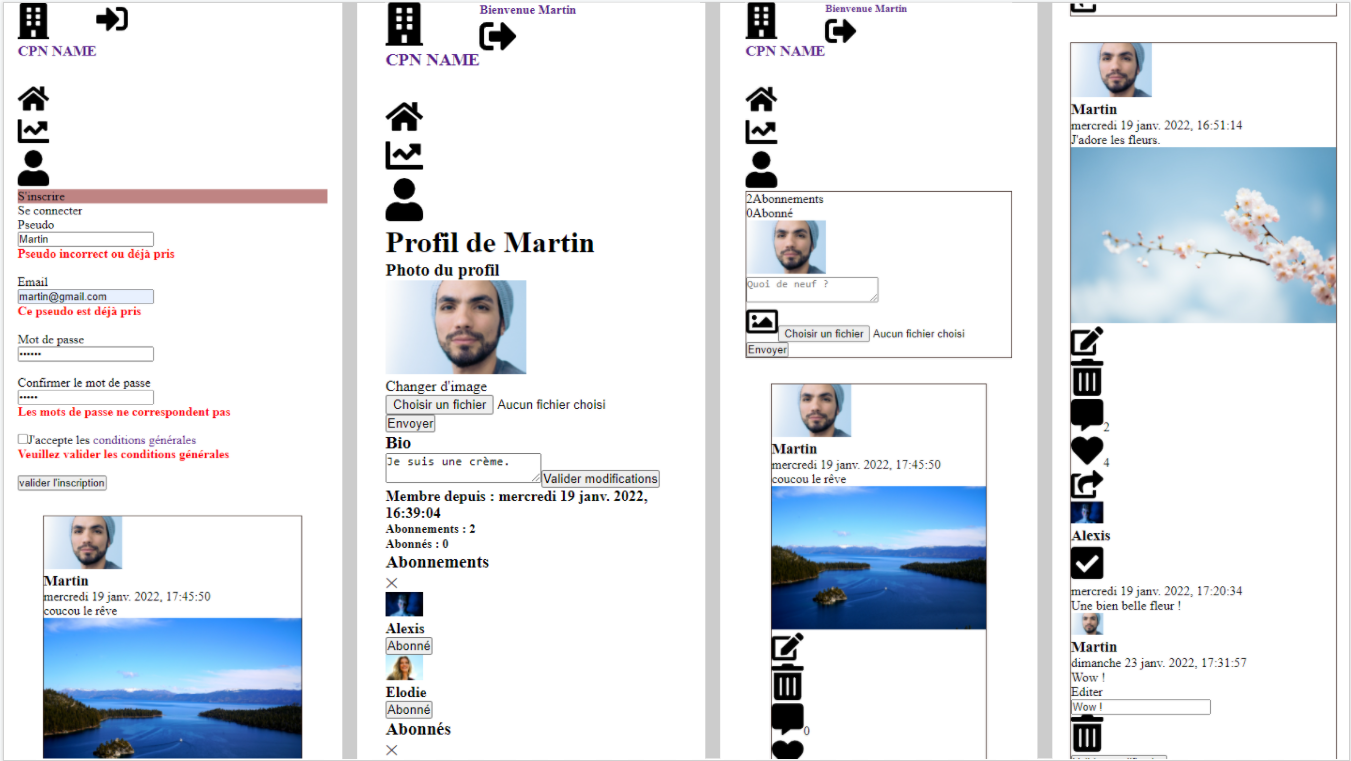 CPN NAME
S'inscrire
Se connecter
Pseudo
Martin
Pseudo incorrect ou déjà pris
Email
martin@gmail.com
Ce pseudo est déjà pris
Mot de passe
••••••
Confirmer le mot de passe
•••••
Les mots de passe ne correspondent pas
J'accepte les conditions générales
Veuillez valider les conditions générales
valider l'inscription
Martin
mercredi 19 janv. 2022, 17:45:50
coucou le rêve
Bienvenue Martin
CPN NAME
Profil de Martin
Photo du profil
Changer d'image
Choisir un fichier Aucun fichier choisi
Envoyer
Bio
Je suis une crème.
Valider modifications
Membre depuis : mercredi 19 janv. 2022,
16:39:04
Abonnements : 2
Abonnés : 0
Abonnements
Alexis
Abonné
Elodie
Abonné
Abonnés
Bienvenue Martin
CPN NAME
2Abonnements
0Abonné
Quoi de neuf ?
Choisir un fichier Aucun fichier choisi
Envoyer
Martin
mercredi 19 janv. 2022, 17:45:50
coucou le rêve
0
Martin
mercredi 19 janv. 2022, 16:51:14
J'adore les fleurs.
2
4
Alexis
mercredi 19 janv. 2022, 17:20:34
Une bien belle fleur !
Martin
dimanche 23 janv. 2022, 17:31:57
Wow !
Editer
Wow !